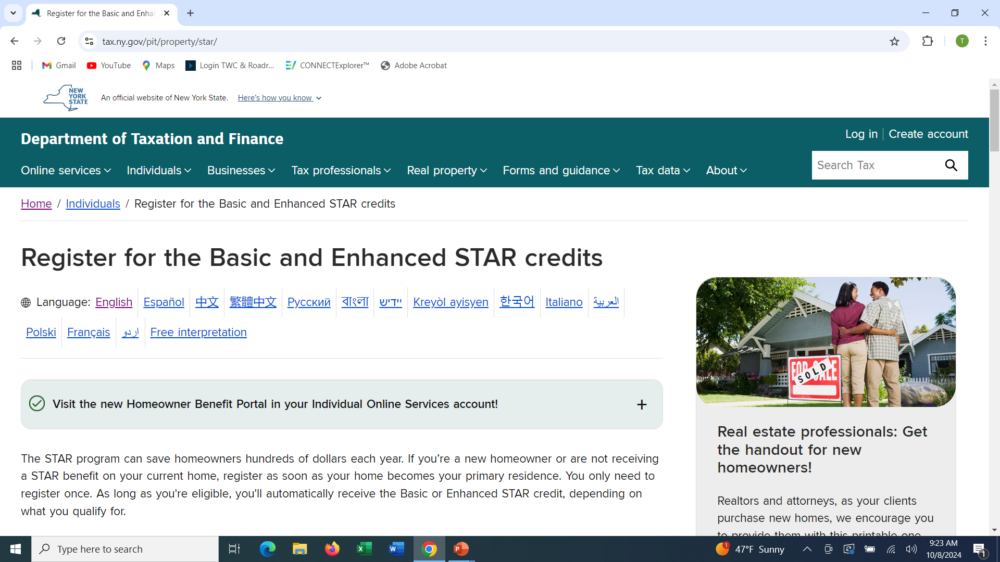 Register for the Basic and Enhan
tax.ny.gov/pit/property/star/
T
Gmail
YouTube
Maps
Login TWC & Roadr...
CONNECTExplorer™
Adobe Acrobat
NEW YORK STATE
An official website of New York State.
Here's how you know
Department of Taxation and Finance
Log in
Create account
Online services
Individuals
Businesses
Tax professionals
Real property
Forms and guidance
Tax data
About
Search Tax
Home / Individuals / Register for the Basic and Enhanced STAR credits
Register for the Basic and Enhanced STAR credits
Language: English Español 中文 繁體中文 Русский বাংলা ייִדיש Kreyòl ayisyen 한국어 Italiano العربية
Polski Français اردو Free interpretation
FOR SALE
SOLD
Visit the new Homeowner Benefit Portal in your Individual Online Services account!
+
The STAR program can save homeowners hundreds of dollars each year. If you’re a new homeowner or are not receiving
a STAR benefit on your current home, register as soon as your home becomes your primary residence. You only need to
register once. As long as you're eligible, you'll automatically receive the Basic or Enhanced STAR credit, depending on
what you qualify for.
Real estate professionals: Get
the handout for new
homeowners!
Realtors and attorneys, as your clients
purchase new homes, we encourage you
to provide them with this printable one
Type here to search
1
47°F Sunny
9:23 AM
10/8/2024
1